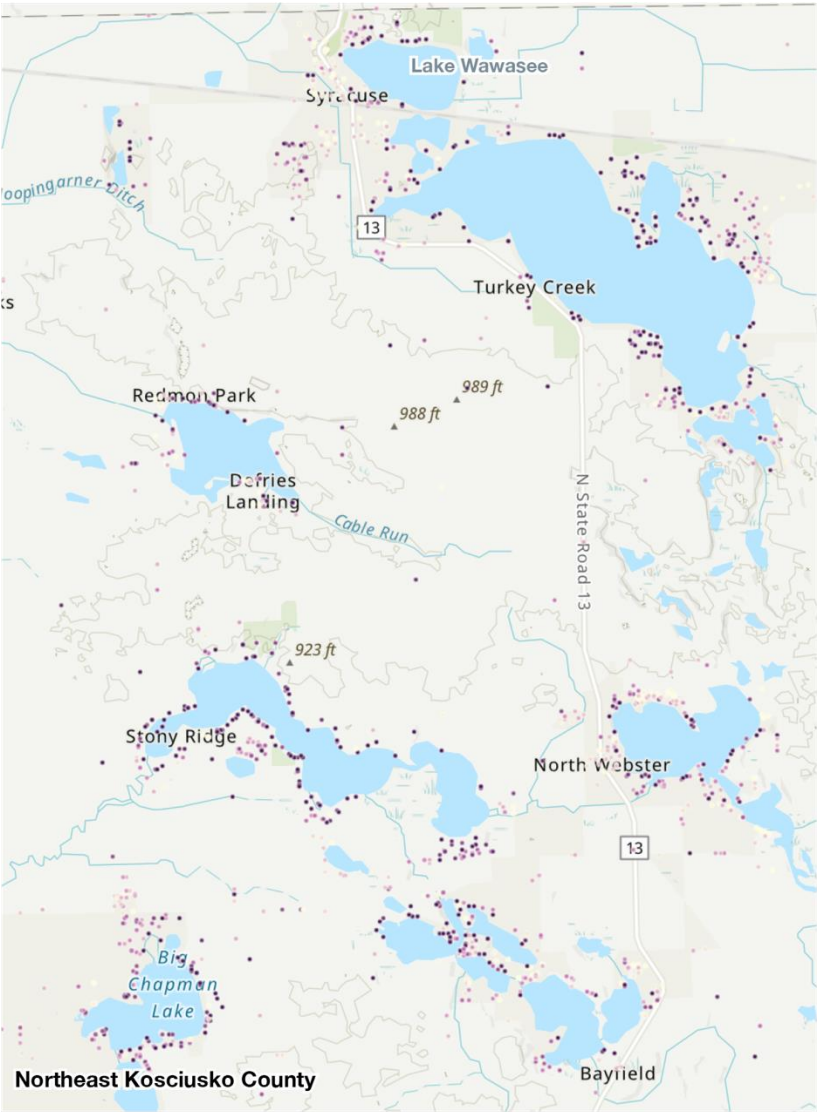 Lake Wawasee
Syracuse
oopingarner Ditch
13
Turkey Creek
ks
989 ft
Redmon Park
988 ft
Defries
Landing
Cable Run
N State Road 13
923 ft
Stony Ridge
North Webster
13
Big
Chapman
Lake
Bayfield
Northeast Kosciusko County